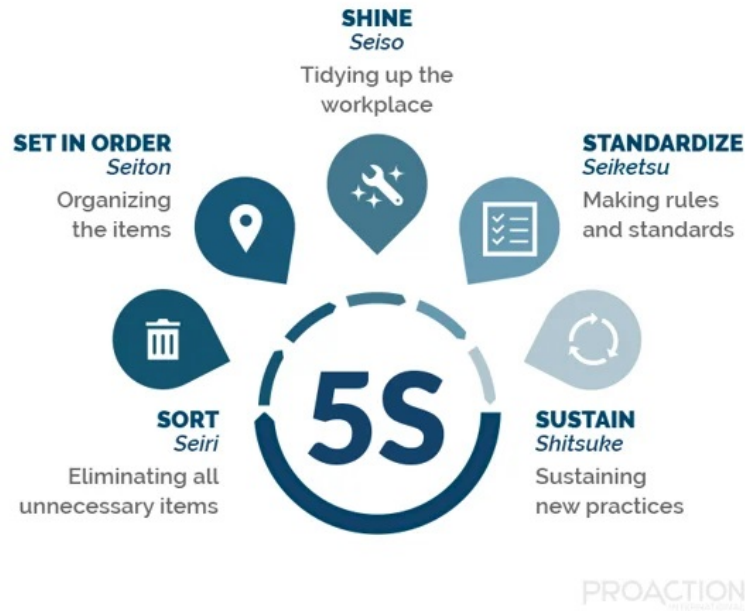 SHINE
Seiso
Tidying up the
workplace
SET IN ORDER
Seiton
Organizing
the items
STANDARDIZE
Seiketsu
Making rules
and standards
5S
SORT
Seiri
Eliminating all
unnecessary items
SUSTAIN
Shitsuke
Sustaining
new practices
PROACTION
INTERNATIONAL